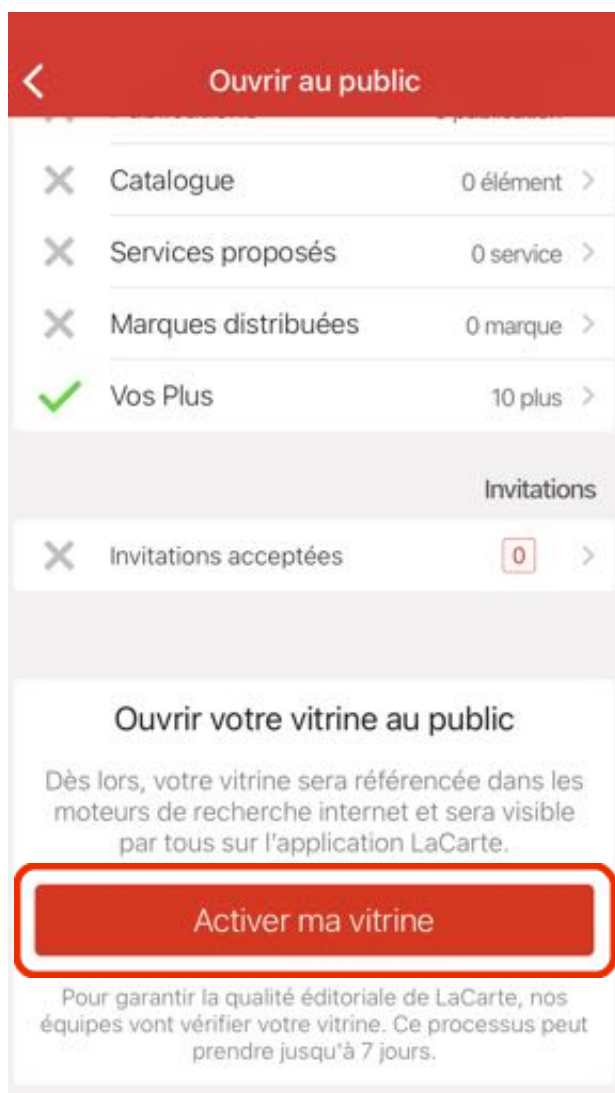 Ouvrir au public
Catalogue 0 élément
Services proposés 0 service
Marques distribuées 0 marque
Vos Plus 10 plus
Invitations
Invitations acceptées 0
Ouvrir votre vitrine au public
Dès lors, votre vitrine sera référencée dans les
moteurs de recherche internet et sera visible
par tous sur l'application LaCarte.
Activer ma vitrine
Pour garantir la qualité éditoriale de LaCarte, nos
équipes vont vérifier votre vitrine. Ce processus peut
prendre jusqu'à 7 jours.